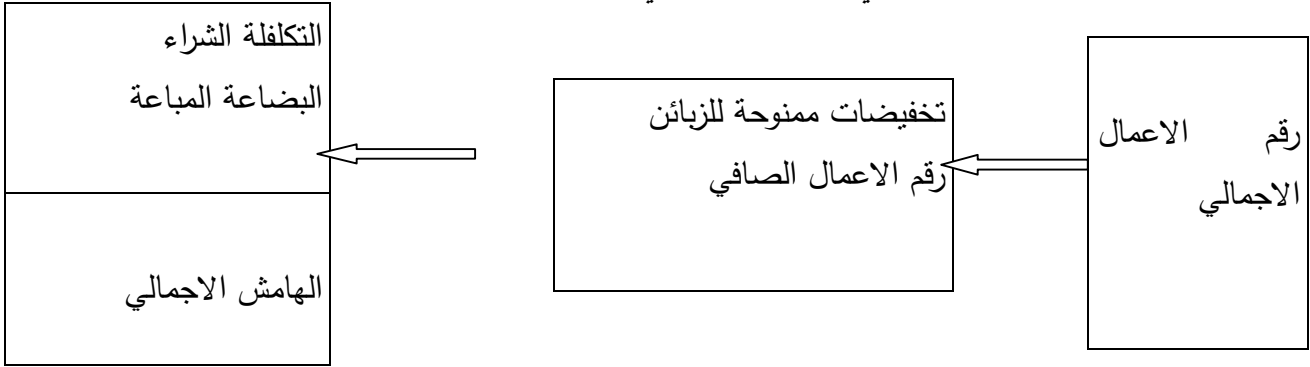 رقم الاعمال
الاجمالي
تخفيضات ممنوحة للزبائن
رقم الاعمال الصافي
التكلفلة الشراء
البضاعة المباعة
الهامش الاجمالي